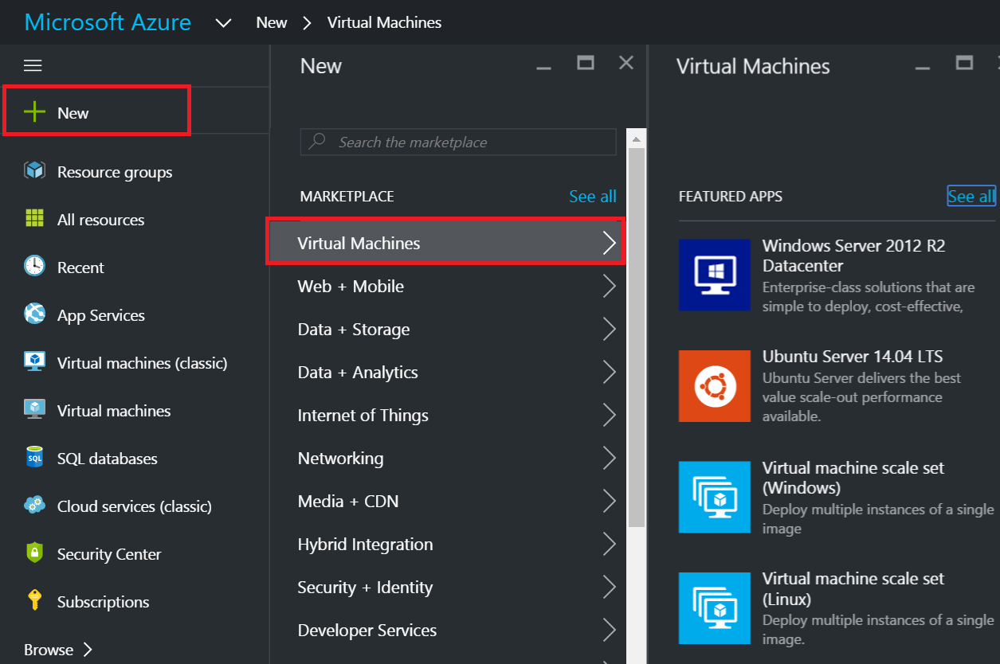 Microsoft Azure New Virtual Machines
New
Resource groups
All resources
Recent
App Services
Virtual machines (classic)
Virtual machines
SQL
SQL databases
Cloud services (classic)
Security Center
Subscriptions
Browse
New
Search the marketplace
MARKETPLACE See all
Virtual Machines
Web + Mobile
Data + Storage
Data + Analytics
Internet of Things
Networking
Media + CDN
Hybrid Integration
Security + Identity
Developer Services
Virtual Machines
FEATURED APPS See all
Windows Server 2012 R2
Datacenter
Enterprise-class solutions that are
simple to deploy, cost-effective,
Ubuntu Server 14.04 LTS
Ubuntu Server delivers the best
value scale-out performance
available.
Virtual machine scale set
(Windows)
Deploy multiple instances of a single
image
Virtual machine scale set
(Linux)
Deploy multiple instances of a single
image.